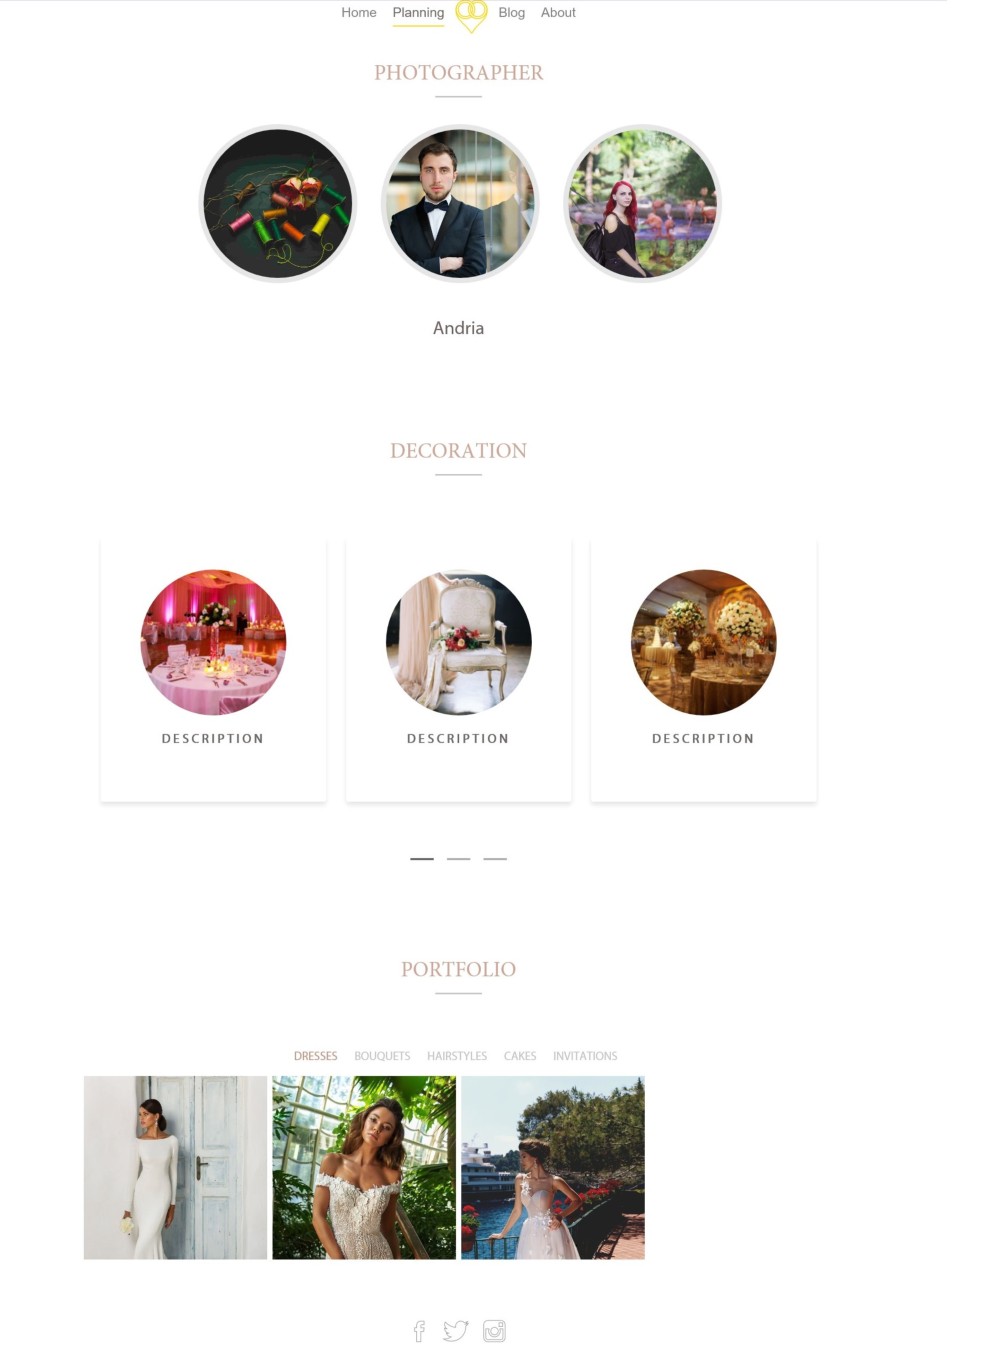 Home Planning Blog About
PHOTOGRAPHER
Andria
DECORATION
DESCRIPTION DESCRIPTION DESCRIPTION
PORTFOLIO
DRESSES BOUQUETS HAIRSTYLES CAKES INVITATIONS